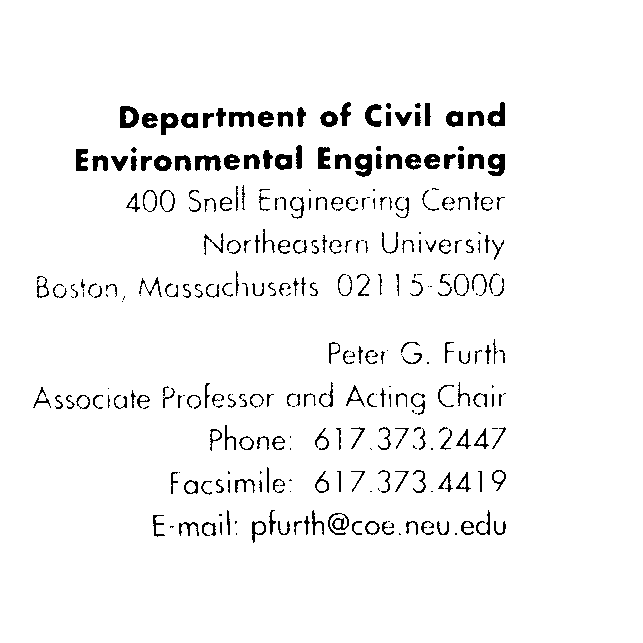 Department of Civil and
Environmental Engineering
400 Snell Engineering Center
Northeastern University
Boston, Massachusetts 02115-5000
Peter G. Furth
Associate Professor and Acting Chair
Phone: 617.373.2447
Facsimile: 617.373.4419
E-mail: pfurth@coe.neu.edu